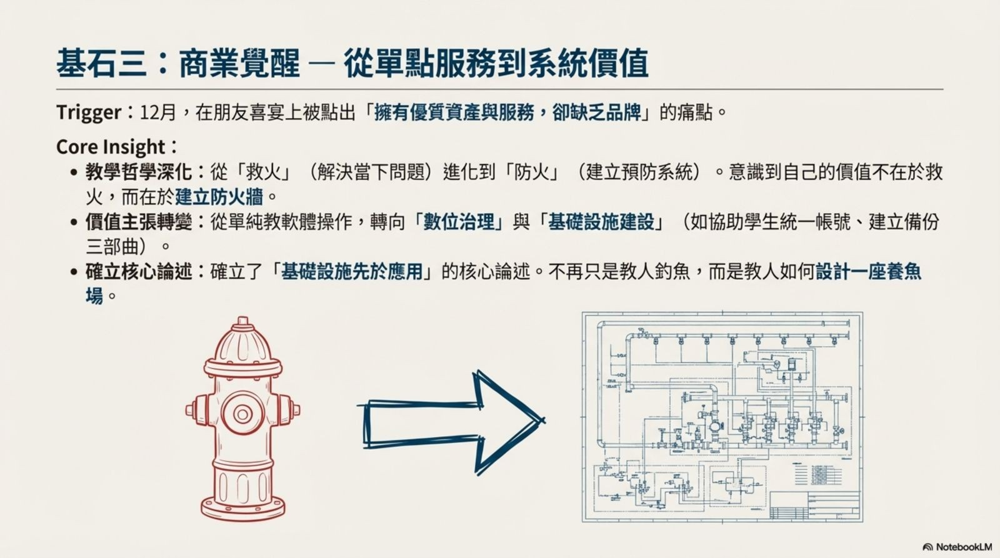 基石三：商業覺醒 — 從單點服務到系統價值
Trigger：12月，在朋友喜宴上被點出「擁有優質資產與服務，卻缺乏品牌」的痛點。
Core Insight：
• 教學哲學深化：從「救火」（解決當下問題）進化到「防火」（建立預防系統）。意識到自己的價值不在於救
火，而在於建立防火牆。
• 價值主張轉變：從單純教軟體操作，轉向「數位治理」與「基礎設施建設」（如協助學生統一帳號、建立備份
三部曲）。
• 確立核心論述：確立了「基礎設施先於應用」的核心論述。不再只是教人釣魚，而是教人如何設計一座養魚
場。
NotebookLM